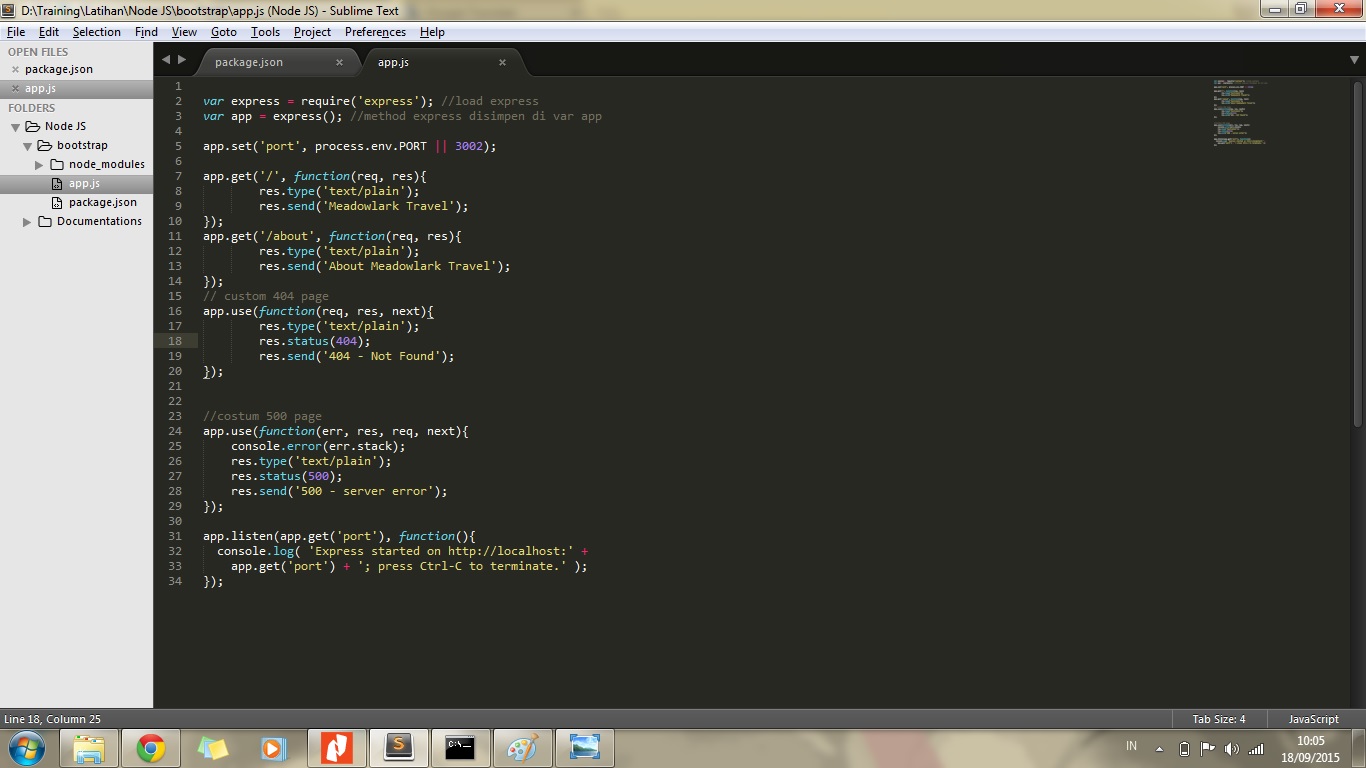 D:\Training\Latihan\Node JS\bootstrap\app.js (Node JS) - Sublime Text
File Edit Selection Find View Goto Tools Project Preferences Help
OPEN FILES
package.json
app.js
FOLDERS
Node JS
bootstrap
node_modules
app.js
package.json
Documentations
package.json app.js
1
2 var express = require('express'); //load express
3 var app = express(); //method express disimpen di var app
4
5 app.set('port', process.env.PORT || 3002);
6
7 app.get('/', function(req, res){
8 res.type('text/plain');
9 res.send('Meadowlark Travel');
10 });
11 app.get('/about', function(req, res){
12 res.type('text/plain');
13 res.send('About Meadowlark Travel');
14 });
15 // custom 404 page
16 app.use(function(req, res, next){
17 res.type('text/plain');
18 res.status(404);
19 res.send('404 - Not Found');
20 });
21
22
23 //costum 500 page
24 app.use(function(err, res, req, next){
25 console.error(err.stack);
26 res.type('text/plain');
27 res.status(500);
28 res.send('500 - server error');
29 });
30
31 app.listen(app.get('port'), function(){
32 console.log( 'Express started on http://localhost:' +
33 app.get('port') + '; press Ctrl-C to terminate.' );
34 });
Line 18, Column 25
Tab Size: 4 JavaScript
IN
10:05
18/09/2015